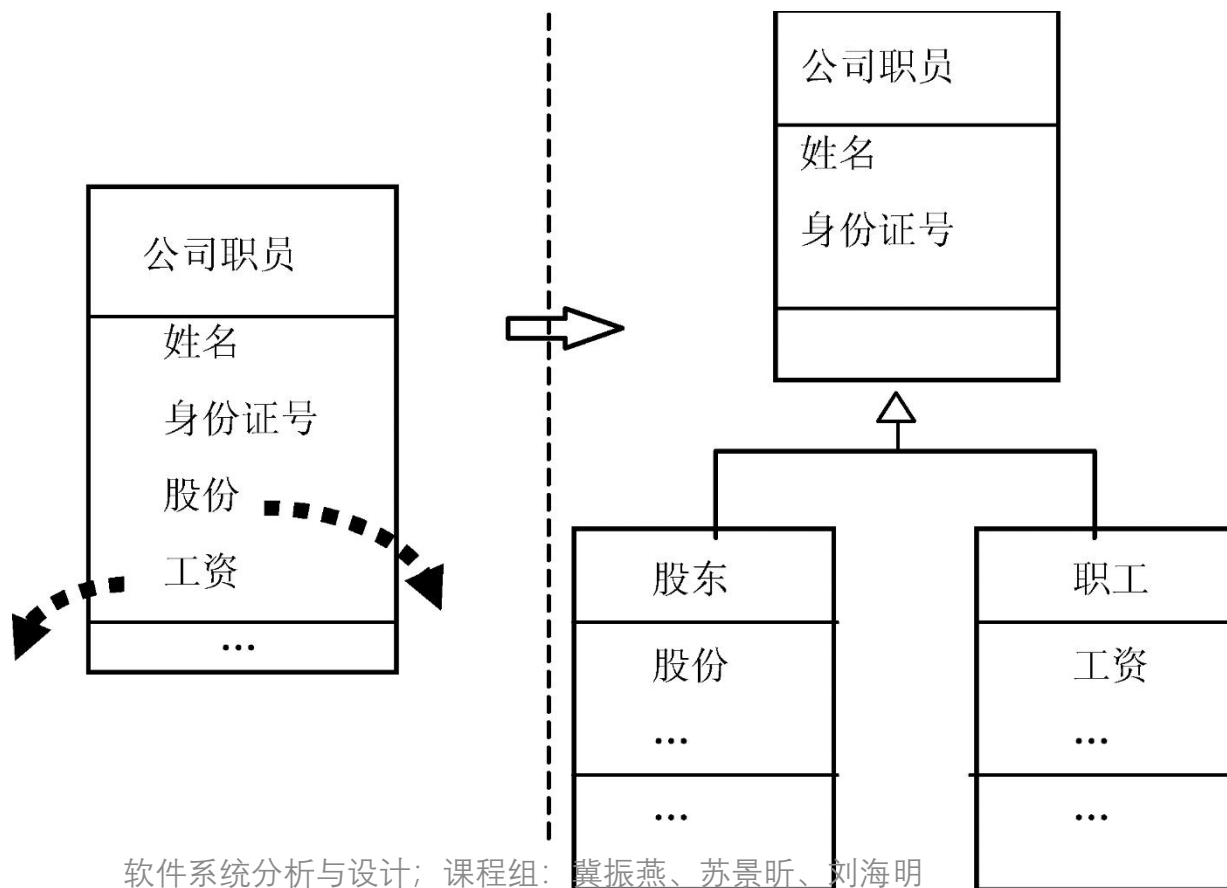 公司职员
姓名
身份证号
股份
工资
…
公司职员
姓名
身份证号
股东
股份
…
…
职工
工资
…
…
软件系统分析与设计；课程组：冀振燕、苏景昕、刘海明